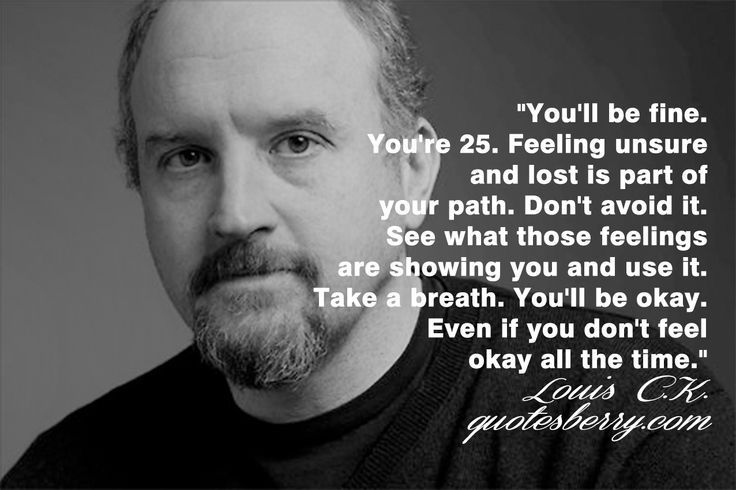 "You'll be fine.
You're 25. Feeling unsure
and lost is part of
your path. Don't avoid it.
See what those feelings
are showing you and use it.
Take a breath. You'll be okay.
Even if you don't feel
okay all the time."
Louis C.K.
quotesberry.com